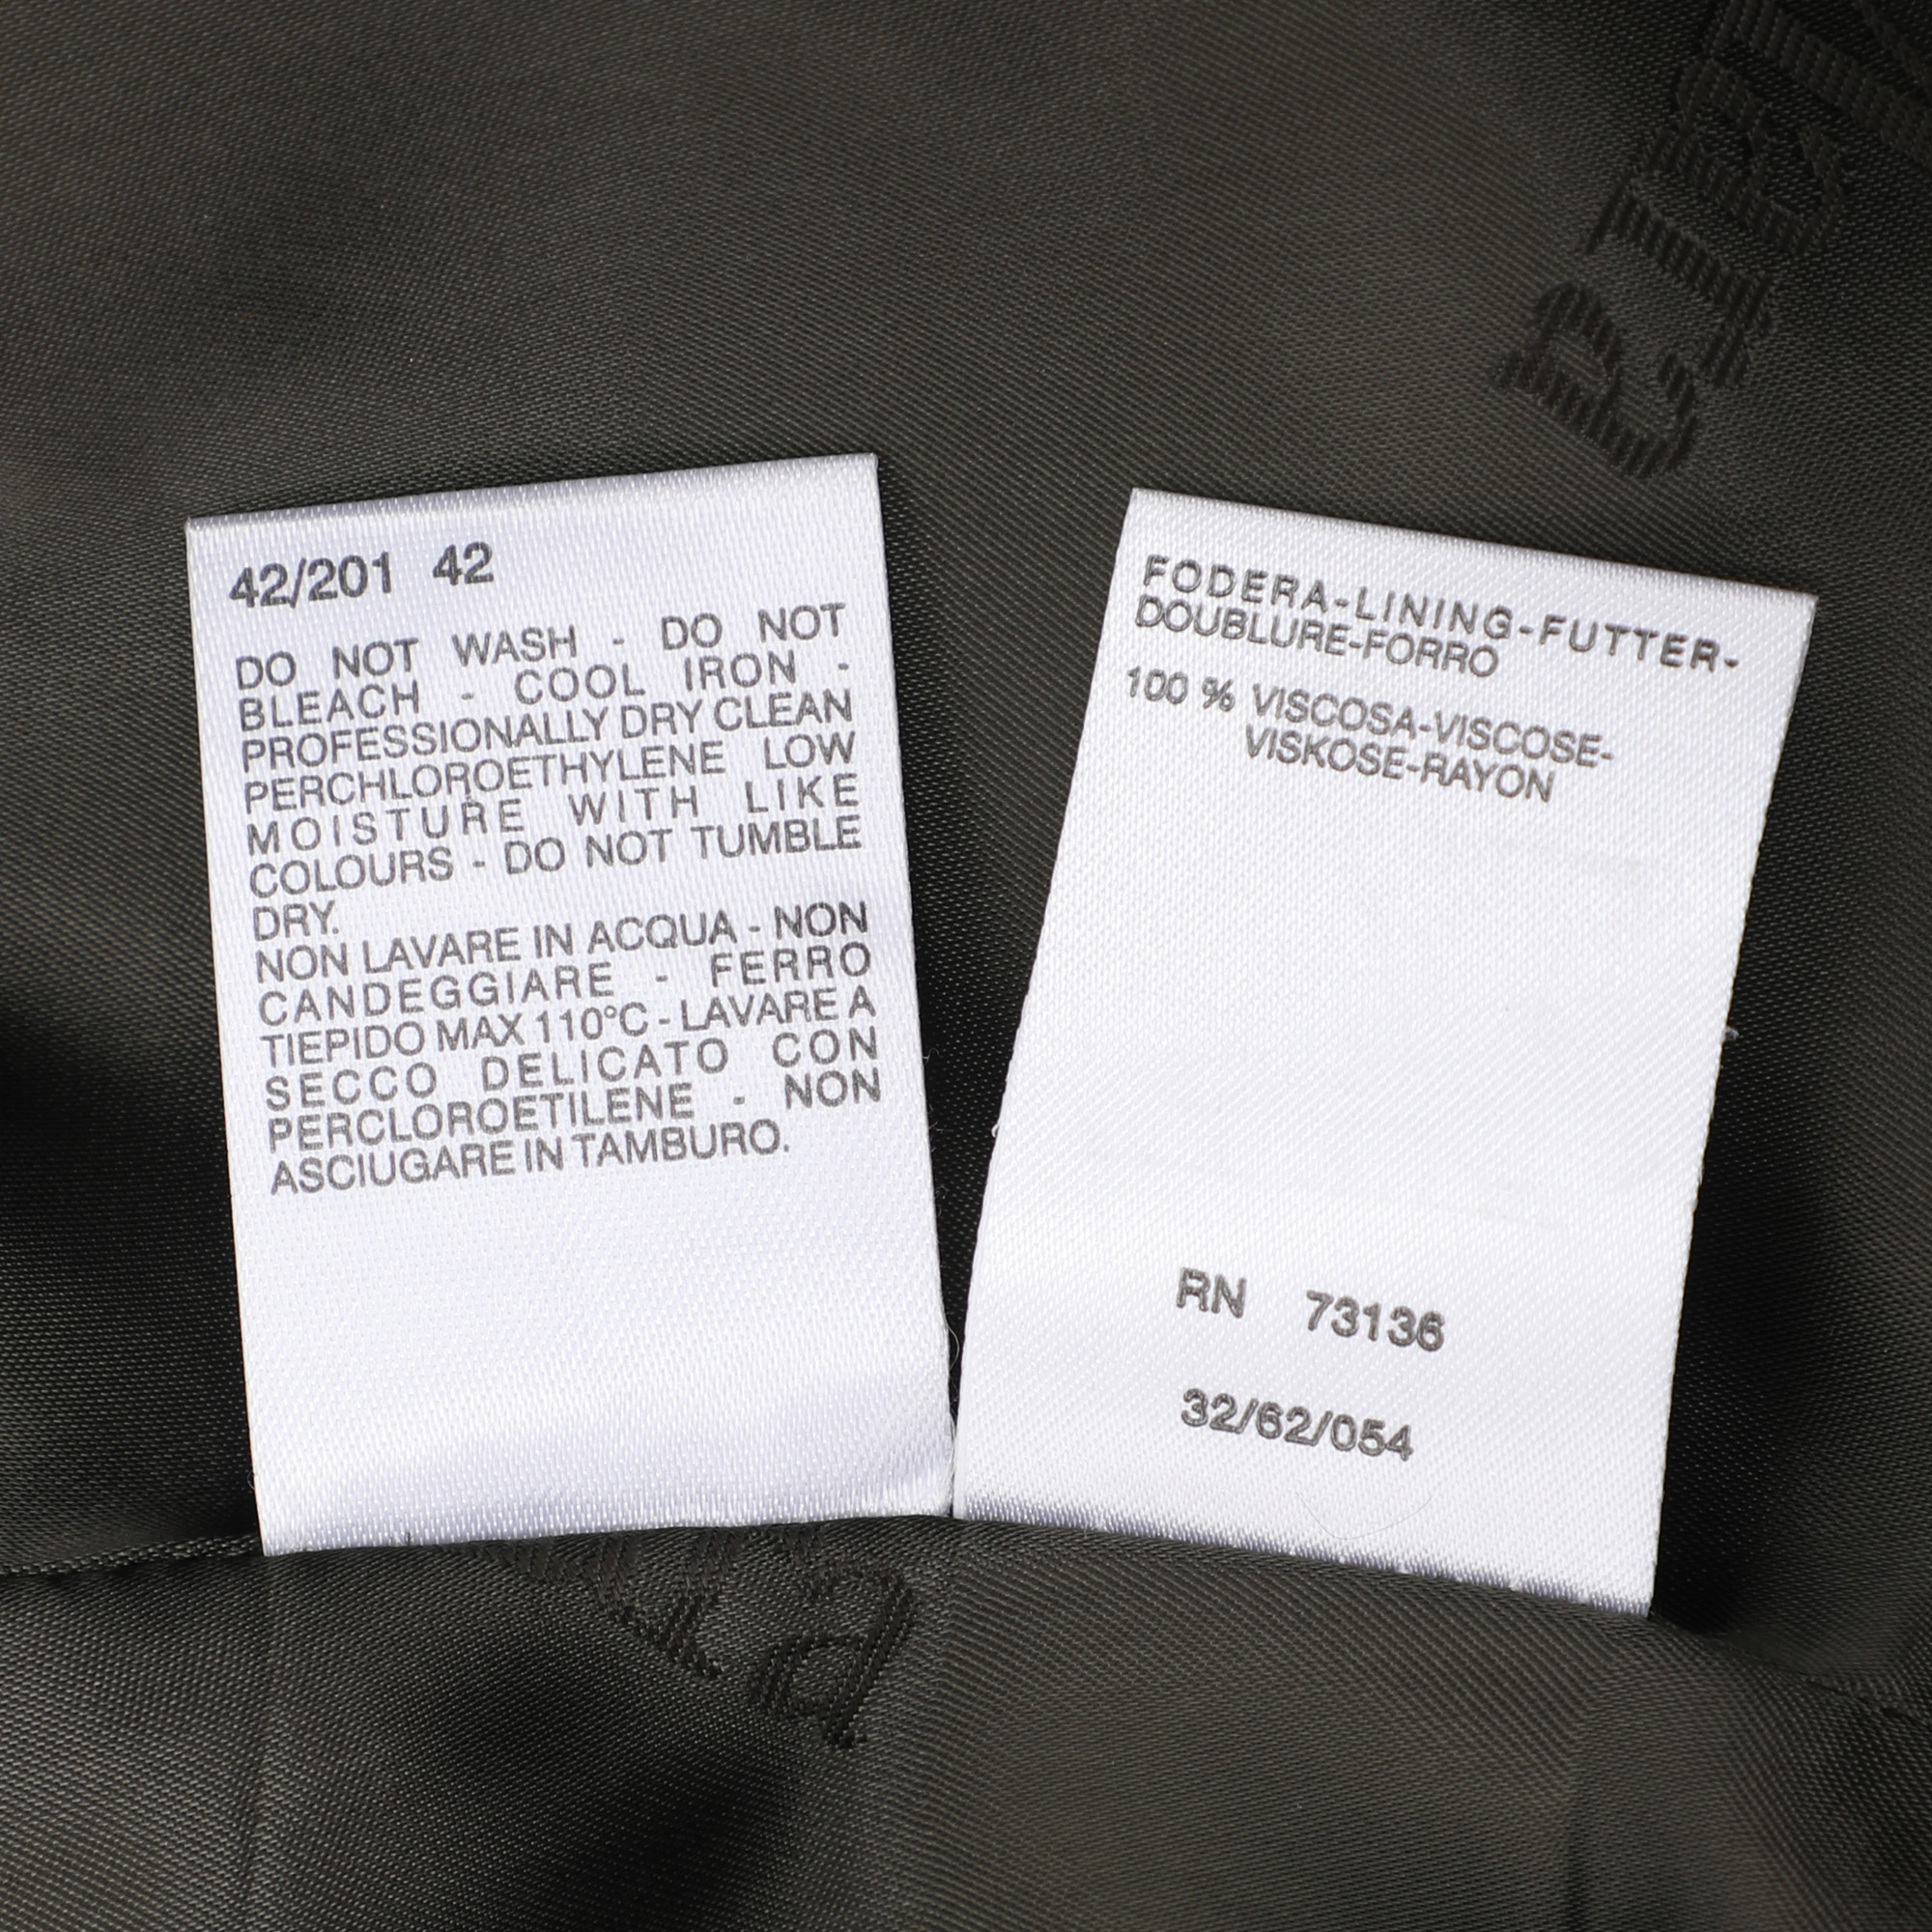 42/201 42
DO NOT WASH - DO NOT
BLEACH - COOL IRON -
PROFESSIONALLY DRY CLEAN
PERCHLOROETHYLENE LOW
MOISTURE WITH LIKE
COLOURS - DO NOT TUMBLE
DRY.
NON LAVARE IN ACQUA - NON
CANDEGGIARE - FERRO
TIEPIDO MAX 110°C - LAVARE A
SECCO DELICATO CON
PERCLOROETILENE - NON
ASCIUGARE IN TAMBURO.
FODERA-LINING-FUTTER-
DOUBLURE-FORRO
100 % VISCOSA-VISCOSE-
VISKOSE-RAYON
RN 73136
32/62/054